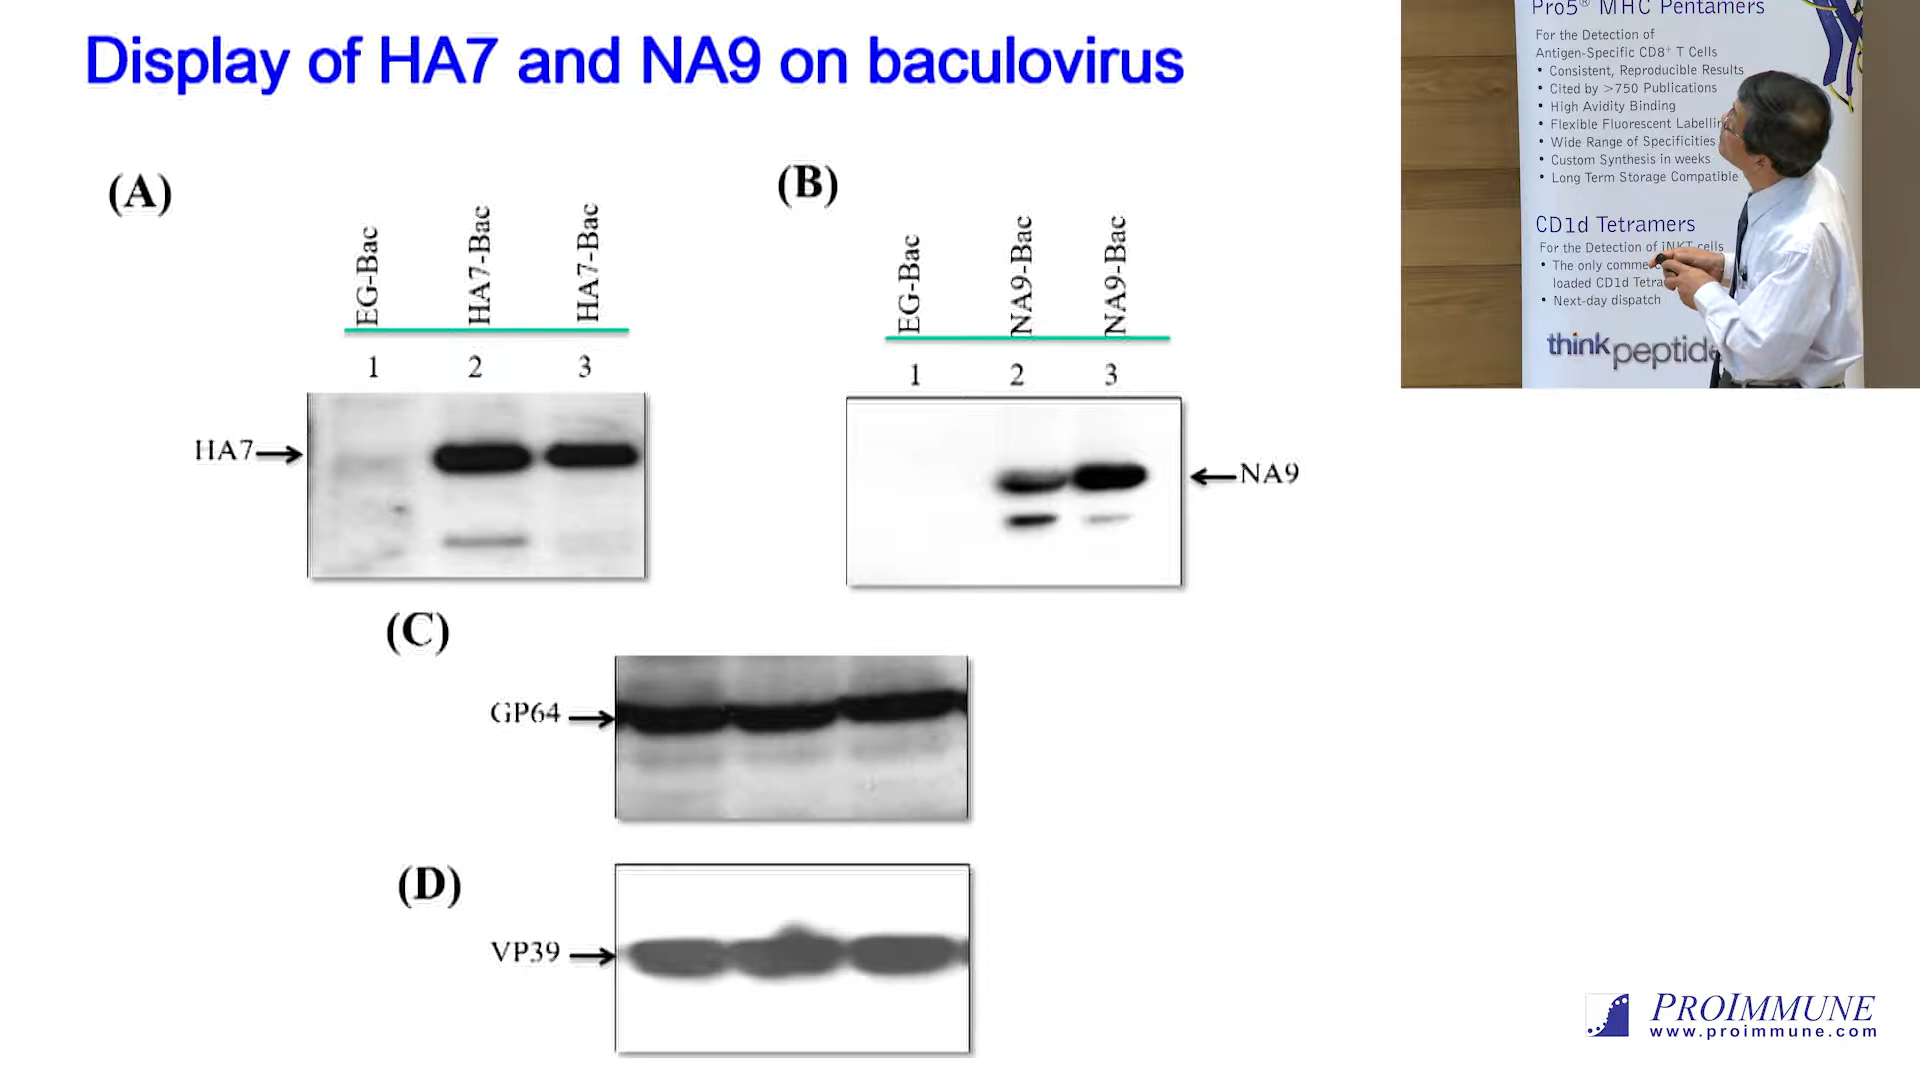 Display of HA7 and NA9 on baculovirus
(A)
EG-Bac
HA7-Bac
HA7-Bac
1 2 3
HA7
(B)
EG-Bac
NA9-Bac
NA9-Bac
1 2 3
NA9
(C)
GP64
(D)
VP39
Pro5® MHC Pentamers
For the Detection of
Antigen-Specific CD8+ T Cells
• Consistent, Reproducible Results
• Cited by >750 Publications
• High Avidity Binding
• Flexible Fluorescent
• Wide Range of Specificities
• Custom Synthesis in weeks
• Long Term Storage Compatible
CD1d Tetramers
For the Detection of iNKT cells
• The only
loaded CD1d
• Next-day dispatch
think
PROIMMUNE
www.proimmune.com